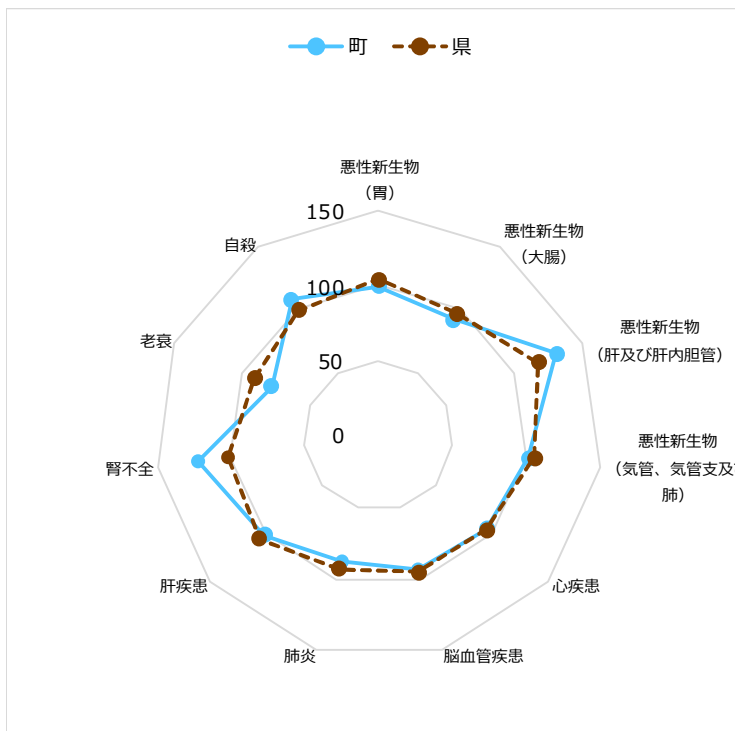 町
県
悪性新生物
（胃）
150
100
50
0
悪性新生物
（大腸）
悪性新生物
（肝及び肝内胆管）
悪性新生物
（気管、気管支及び
肺）
心疾患
脳血管疾患
肺炎
肝疾患
腎不全
老衰
自殺